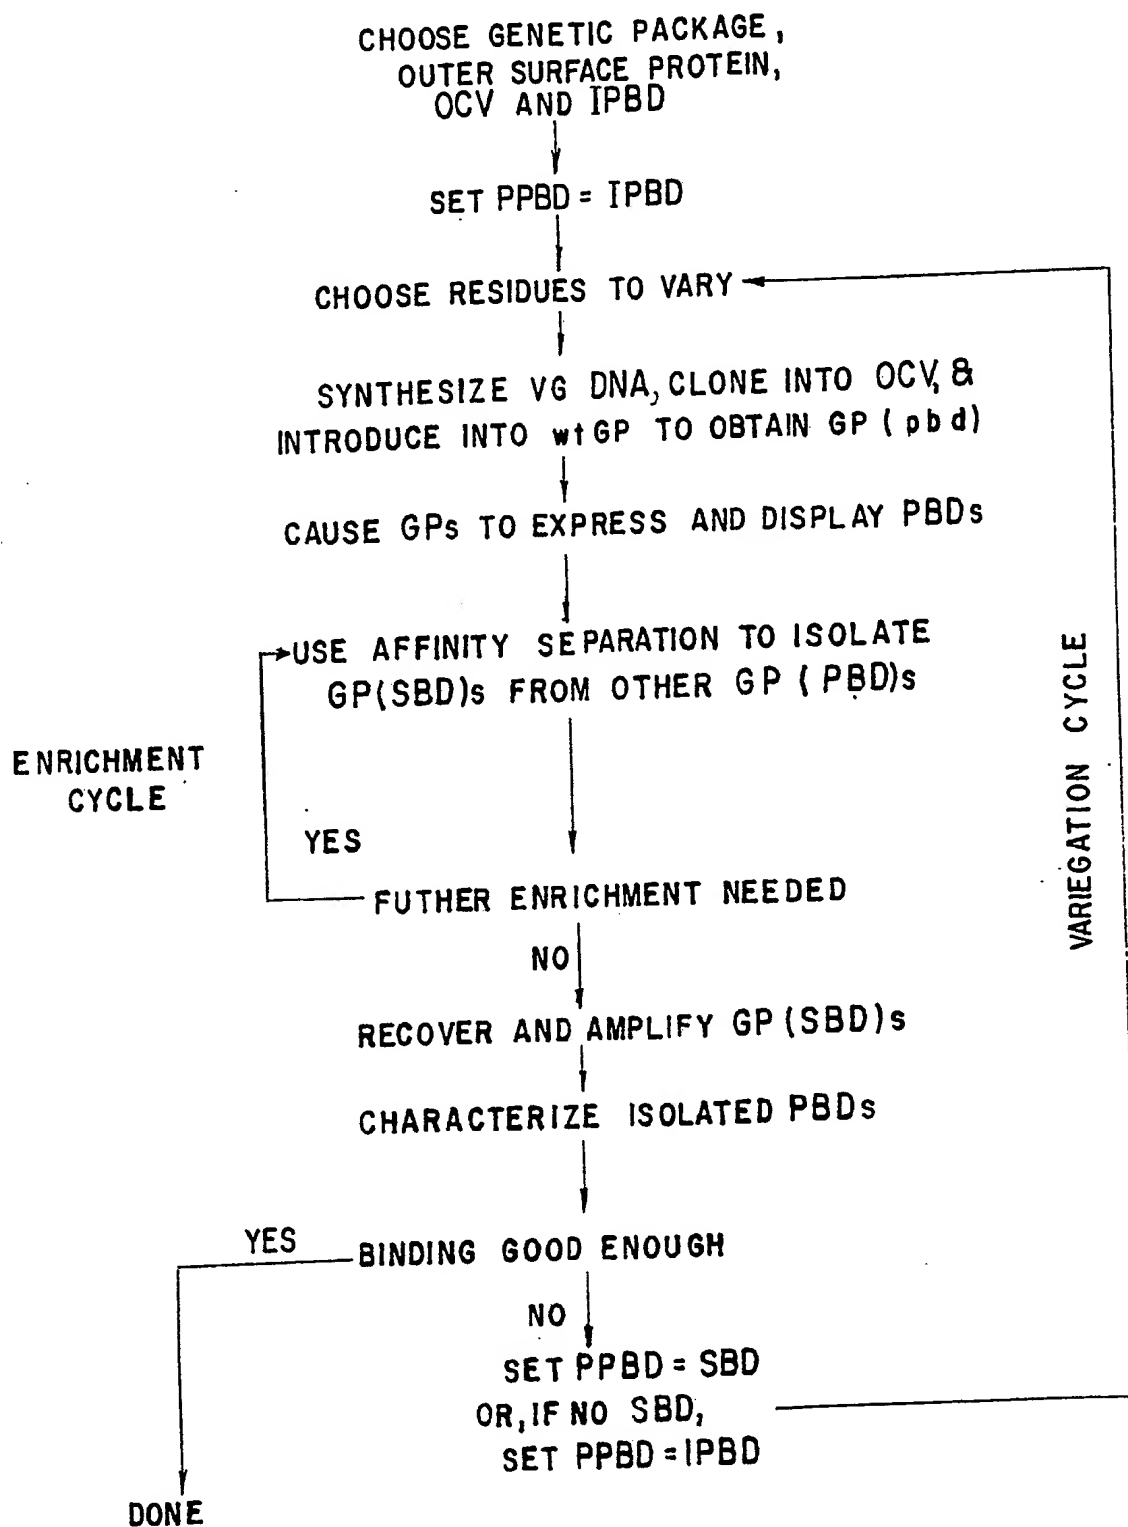 CHOOSE GENETIC PACKAGE,
OUTER SURFACE PROTEIN,
OCV AND IPBD
SET PPBD = IPBD
CHOOSE RESIDUES TO VARY
SYNTHESIZE VG DNA, CLONE INTO OCV, &
INTRODUCE INTO wtGP TO OBTAIN GP (pbd)
CAUSE GPs TO EXPRESS AND DISPLAY PBDs
USE AFFINITY SEPARATION TO ISOLATE
GP(SBD)s FROM OTHER GP (PBD)s
ENRICHMENT
CYCLE
YES
FUTHER ENRICHMENT NEEDED
NO
RECOVER AND AMPLIFY GP (SBD)s
CHARACTERIZE ISOLATED PBDs
YES
BINDING GOOD ENOUGH
NO
SET PPBD = SBD
OR, IF NO SBD,
SET PPBD = IPBD
DONE
VARIEGATION CYCLE